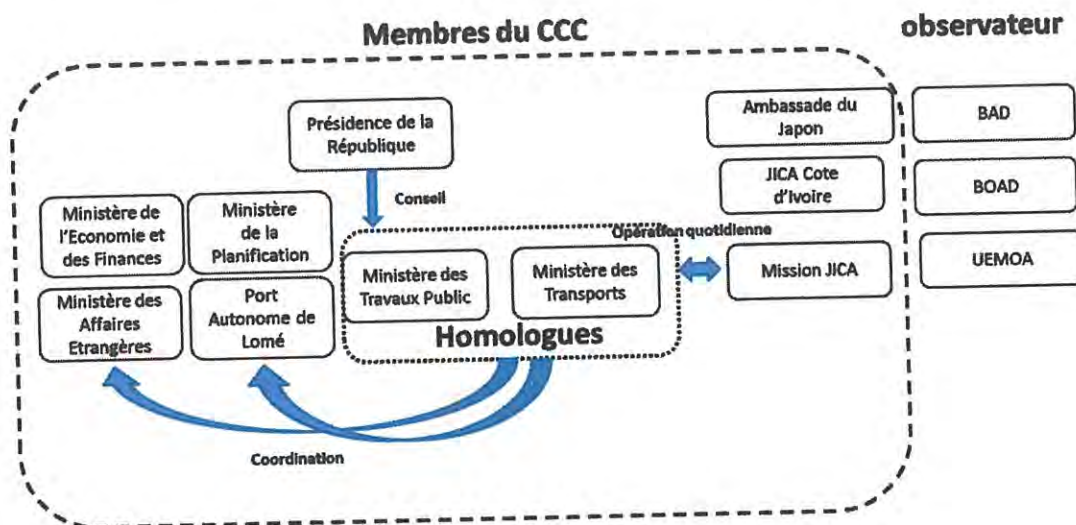 Membres du CCC
observateur
Présidence de la
République
Conseil
Ambassade du
Japon
JICA Cote
d'Ivoire
BAD
BOAD
UEMOA
Ministère de
l'Economie et
des Finances
Ministère
de la
Planification
Ministère des
Affaires
Etrangères
Port
Autonome de
Lomé
Opération quotidienne
Ministère des
Travaux Public
Ministère des
Transports
Homologues
Mission JICA
Coordination